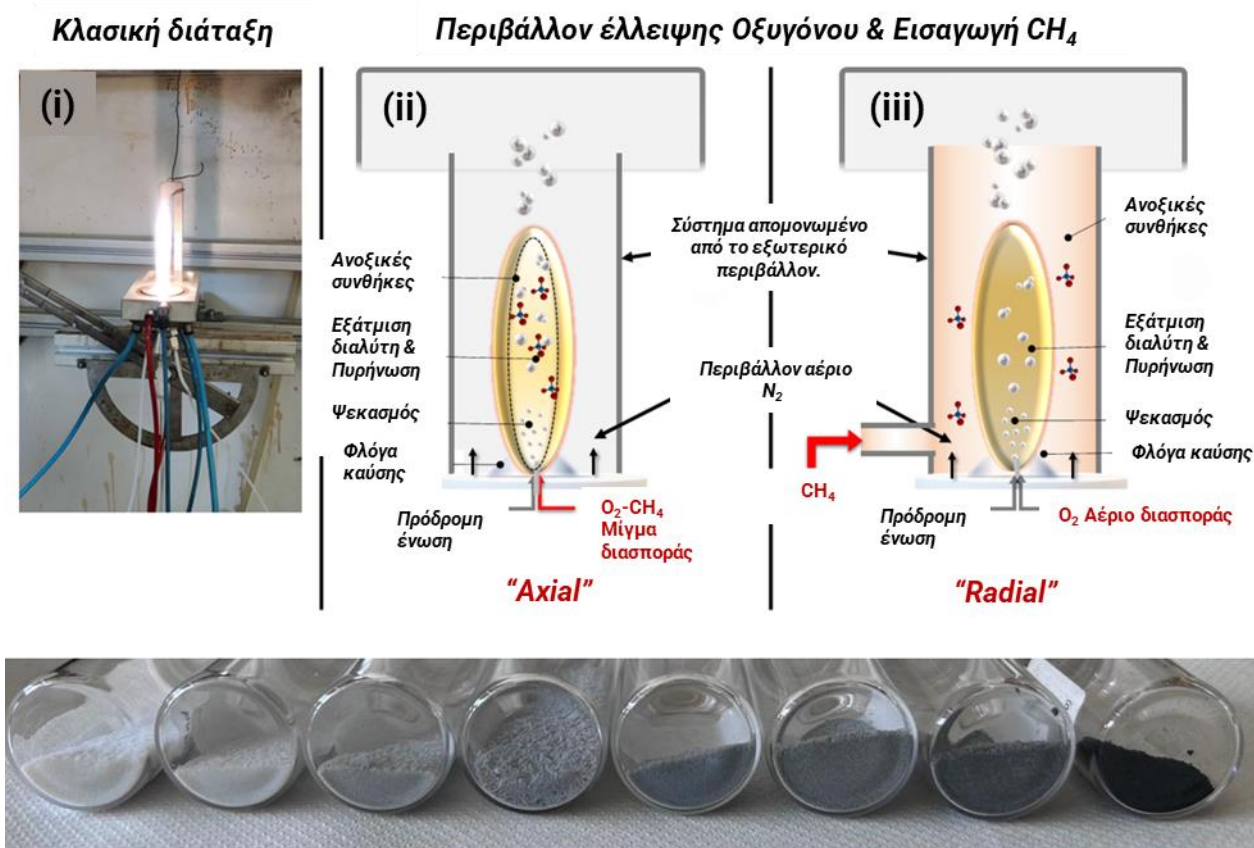 Κλασική διάταξη
Περιβάλλον έλλειψης Οξυγόνου & Εισαγωγή CH₄
(i)
(ii)
Ανοξικές
συνθήκες
Εξάτμιση
διαλύτη &
Πυρήνωση
Ψεκασμός
Φλόγα
καύσης
Πρόδρομη
ένωση
O₂-CH₄
Μίγμα
διασποράς
"Axial"
Σύστημα απομονωμένο
από το εξωτερικό
περιβάλλον.
Περιβάλλον αέριο
N₂
(iii)
Ανοξικές
συνθήκες
Εξάτμιση
διαλύτη &
Πυρήνωση
Ψεκασμός
Φλόγα
καύσης
CH₄
Πρόδρομη
ένωση
O₂ Αέριο διασποράς
"Radial"